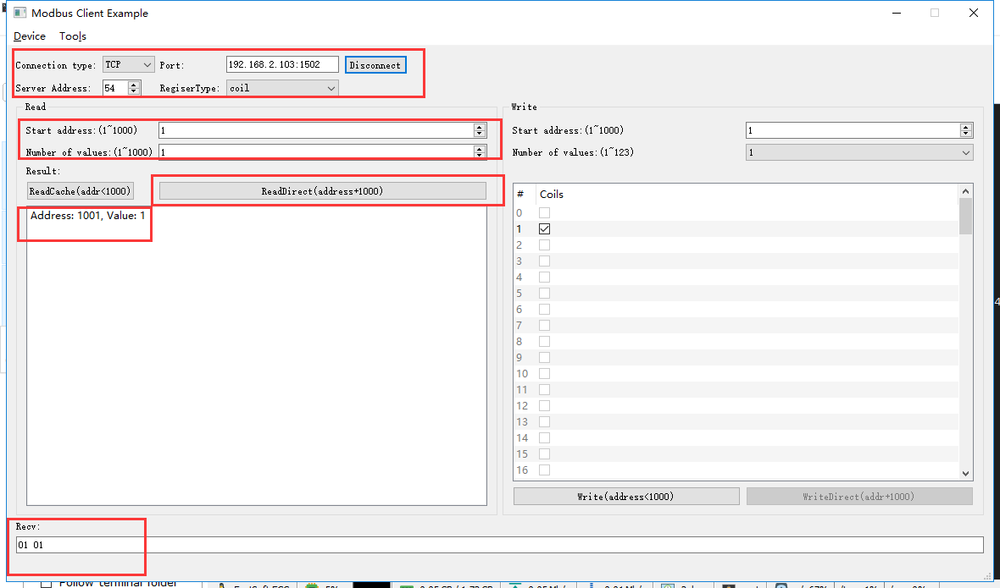 Modbus Client Example
Device Tools
Connection type: TCP Port: 192.168.2.103:1502 Disconnect
Server Address: 54 RegiserType: coil
Read
Start address:(1~1000) 1
Number of values:(1~1000) 1
Result:
ReadCache(addr<1000) ReadDirect(address+1000)
Address: 1001, Value: 1
Write
Start address:(1~1000) 1
Number of values:(1~123) 1
# Coils
0
1
2
3
4
5
6
7
8
9
10
11
12
13
14
15
16
Write(address<1000) WriteDirect(addr+1000)
Recv:
01 01
4
Follow terminal folder